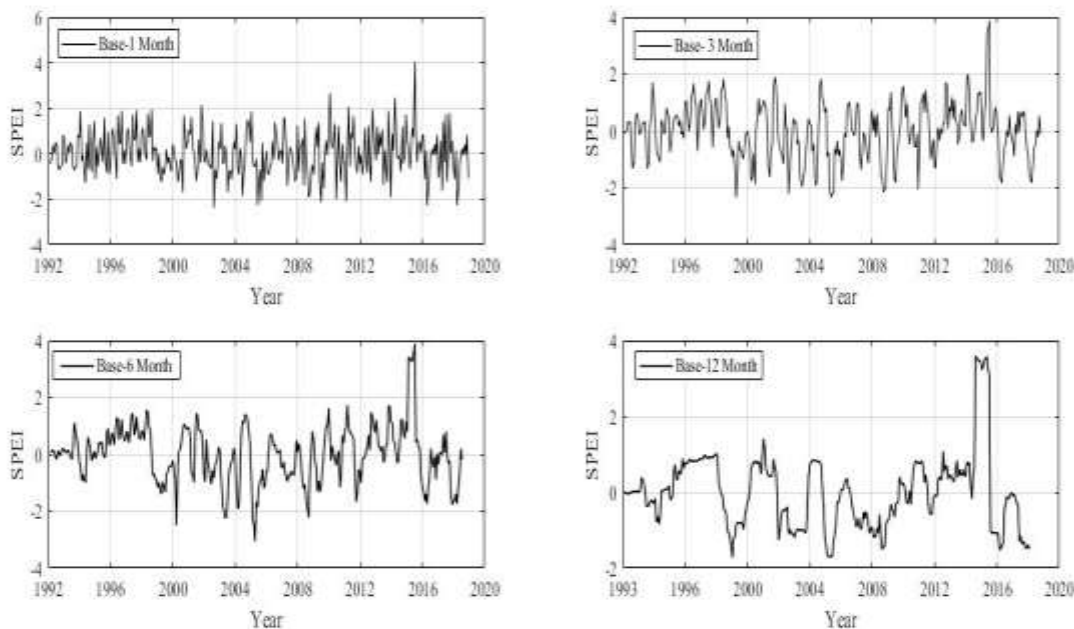 6
4
2
0
-2
-4
SPEI
Base-1 Month
1992 1996 2000 2004 2008 2012 2016 2020
Year
4
2
0
-2
-4
SPEI
Base- 3 Month
1992 1996 2000 2004 2008 2012 2016 2020
Year
4
2
0
-2
-4
SPEI
Base-6 Month
1992 1996 2000 2004 2008 2012 2016 2020
Year
4
2
0
-2
SPEI
Base-12 Month
1993 1992 2000 2004 2008 2012 2016 2020
Year